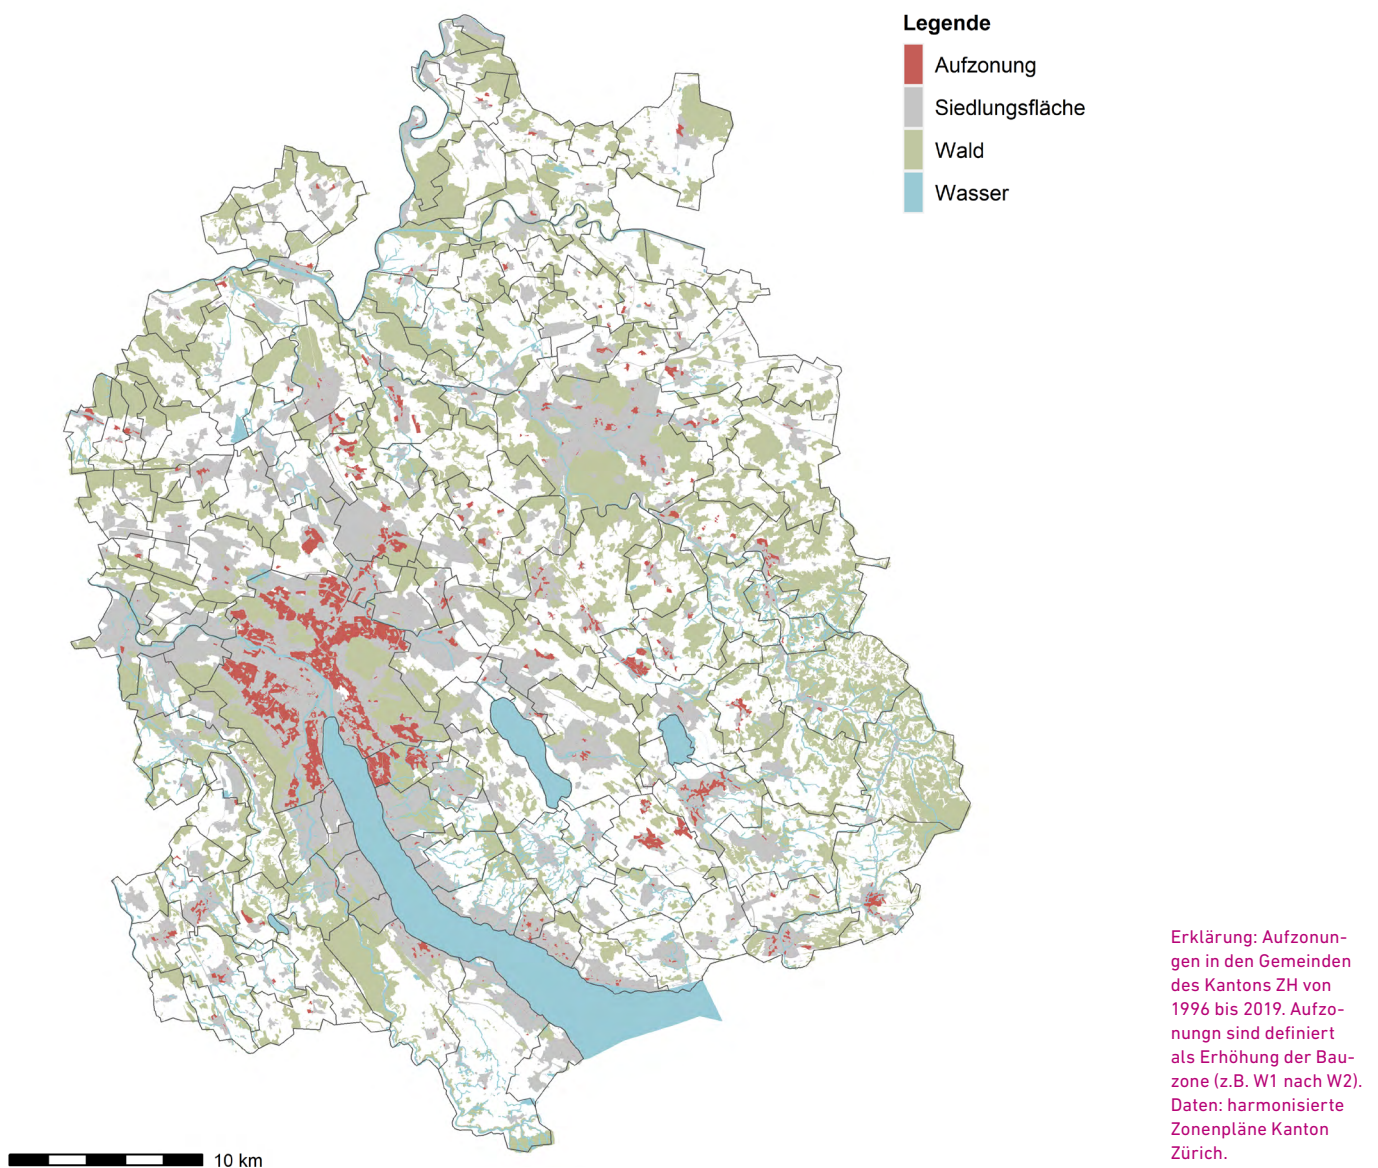 Legende
Aufzonung
Siedlungsfläche
Wald
Wasser
Erklärung: Aufzonun-
gen in den Gemeinden
des Kantons ZH von
1996 bis 2019. Aufzo-
nungn sind definiert
als Erhöhung der Bau-
zone (z.B. W1 nach W2).
Daten: harmonisierte
Zonenpläne Kanton
Zürich.
10 km